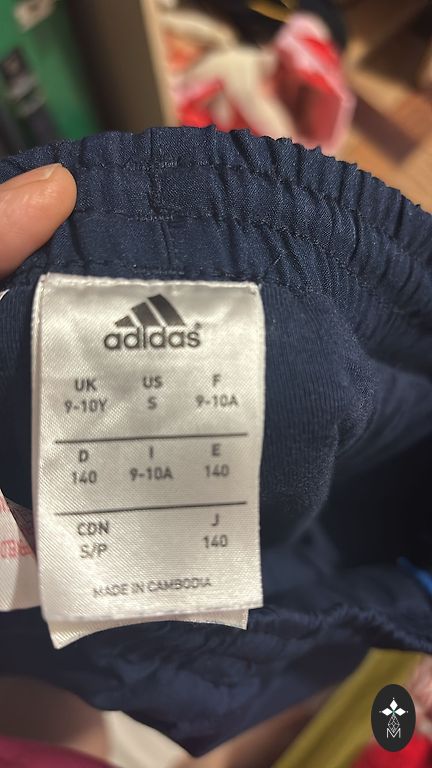 adidas
UK US F
9-10Y S 9-10A
D I E
140 9-10A 140
CDN J
S/P 140
MADE IN CAMBODIA
M